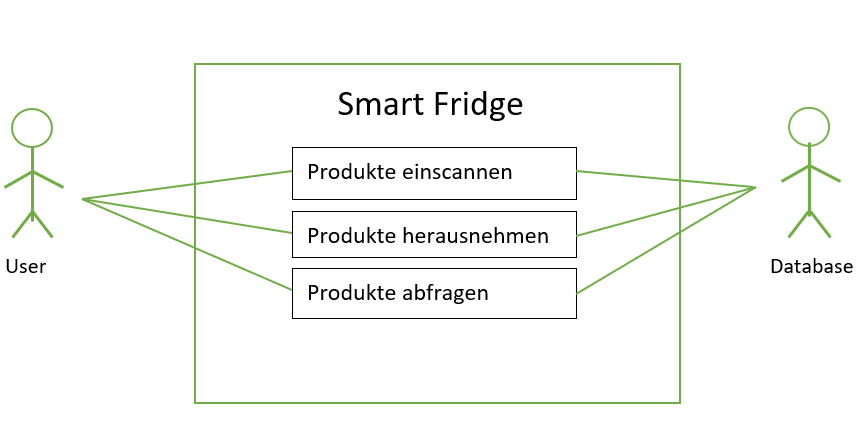 Smart Fridge
Produkte einscannen
Produkte herausnehmen
Produkte abfragen
User
Database